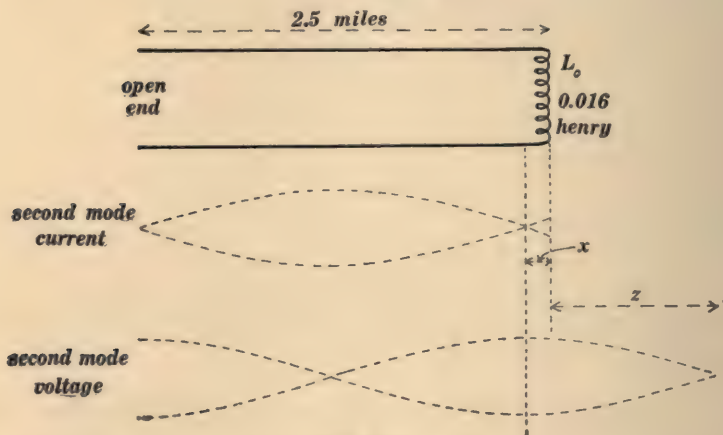 2.5 miles
open
end
L₀
0.016
henry
second mode
current
x
z
second mode
voltage